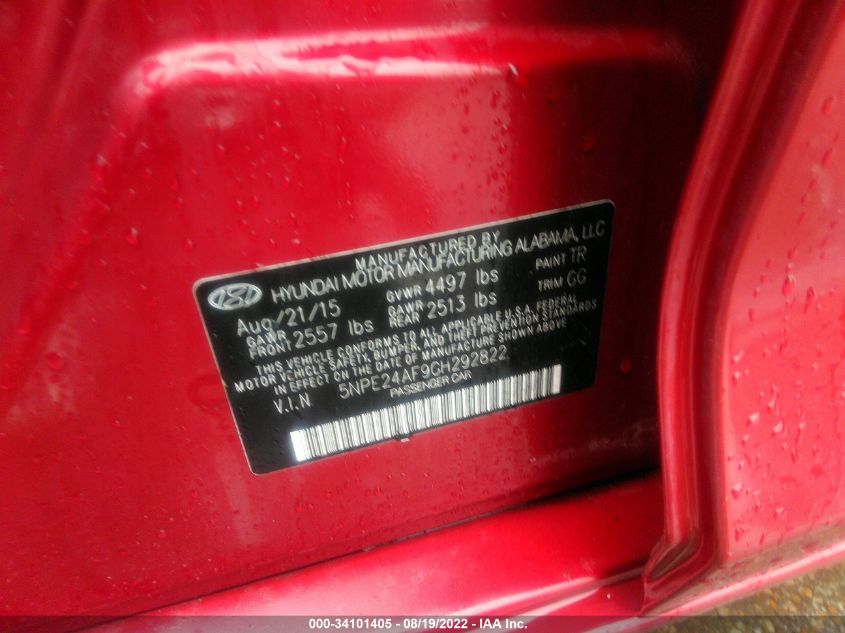 MANUFACTURED BY
HYUNDAI MOTOR MANUFACTURING ALABAMA, LLC
Aug/21/15 GVWR 4497 lbs PAINT TR
GAWR FRONT 2557 lbs GAWR REAR 2513 lbs TRIM GG
THIS VEHICLE CONFORMS TO ALL APPLICABLE U.S.A. FEDERAL
MOTOR VEHICLE SAFETY, BUMPER, AND THEFT PREVENTION STANDARDS
IN EFFECT ON THE DATE OF MANUFACTURE SHOWN ABOVE
V.I.N 5NPE24AF9GH292822
PASSENGER CAR
000-34101405 - 08/19/2022 - IAA Inc.